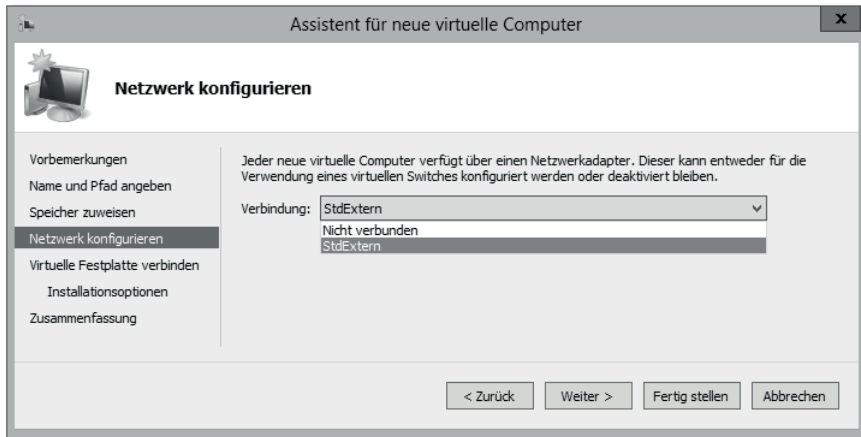 Assistent für neue virtuelle Computer
x
Netzwerk konfigurieren
Vorbemerkungen
Name und Pfad angeben
Speicher zuweisen
Netzwerk konfigurieren
Virtuelle Festplatte verbinden
Installationsoptionen
Zusammenfassung
Jeder neue virtuelle Computer verfügt über einen Netzwerkadapter. Dieser kann entweder für die
Verwendung eines virtuellen Switches konfiguriert werden oder deaktiviert bleiben.
Verbindung: StdExtern
Nicht verbunden
StdExtern
< Zurück Weiter > Fertig stellen Abbrechen